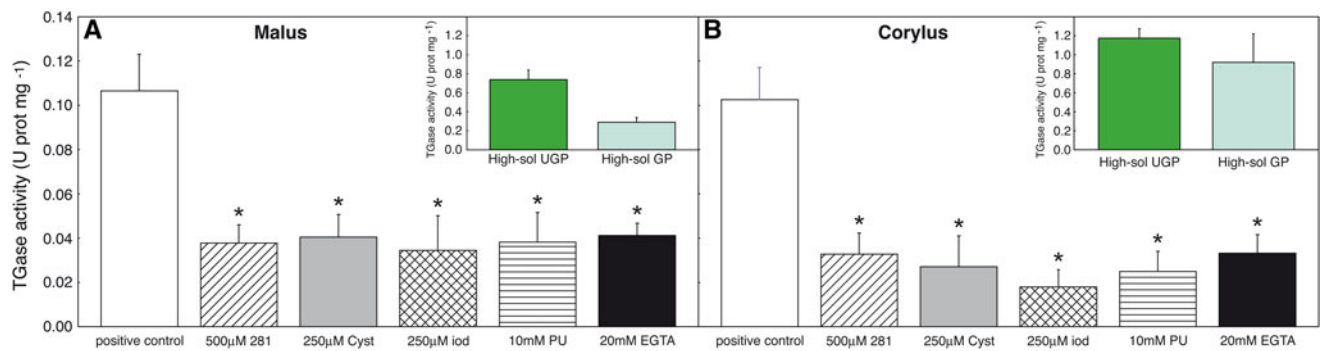 A
Malus
TGase activity (U prot mg -1)
0.14
0.12
0.10
0.08
0.06
0.04
0.02
0.00
*
*
*
*
*
positive control
500µM 281
250µM Cyst
250µM iod
10mM PU
20mM EGTA
TGase activity (U prot mg -1)
1.2
1.0
0.8
0.6
0.4
0.2
0.0
High-sol UGP
High-sol GP
B
Corylus
*
*
*
*
*
positive control
500µM 281
250µM Cyst
250µM iod
10mM PU
20mM EGTA
TGase activity (U prot mg -1)
1.2
1.0
0.8
0.6
0.4
0.2
0.0
High-sol UGP
High-sol GP